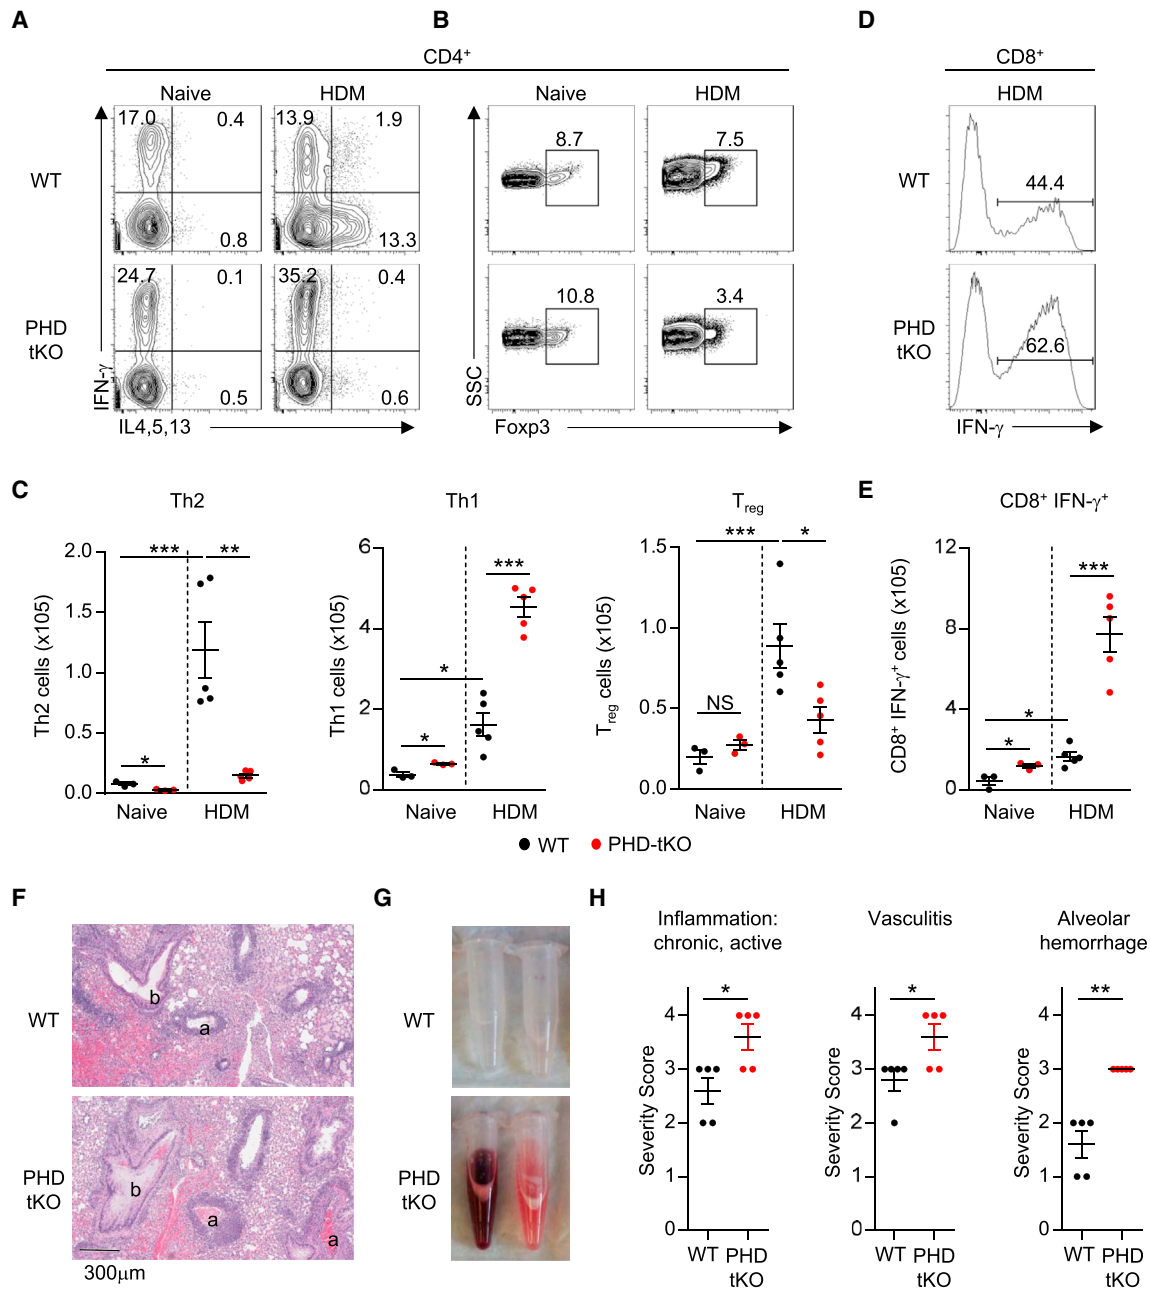 A
B
D
CD4⁺
CD8⁺
Naive
HDM
Naive
HDM
HDM
WT
17.0
0.4
0.8
13.9
1.9
13.3
8.7
7.5
WT
44.4
PHD
tKO
24.7
0.1
0.5
35.2
0.4
0.6
10.8
3.4
PHD
tKO
62.6
IFN-γ
IL4,5,13
SSC
Foxp3
IFN-γ
C
E
Th2
Th2 cells (x105)
2.0
1.5
1.0
0.5
0.0
***
**
*
Naive
HDM
Th1
Th1 cells (x105)
6
4
2
0
***
*
*
Naive
HDM
Treg
Treg cells (x105)
1.5
1.0
0.5
0.0
***
*
NS
Naive
HDM
CD8⁺ IFN-γ⁺
CD8⁺ IFN-γ⁺ cells (x105)
12
8
4
0
***
*
*
Naive
HDM
WT
PHD-tKO
F
G
H
WT
b
a
PHD
tKO
b
a
a
300μm
WT
PHD
tKO
Inflammation:
chronic, active
Severity Score
4
3
2
1
0
*
WT
PHD
tKO
Vasculitis
Severity Score
4
3
2
1
0
*
WT
PHD
tKO
Alveolar
hemorrhage
Severity Score
4
3
2
1
0
**
WT
PHD
tKO